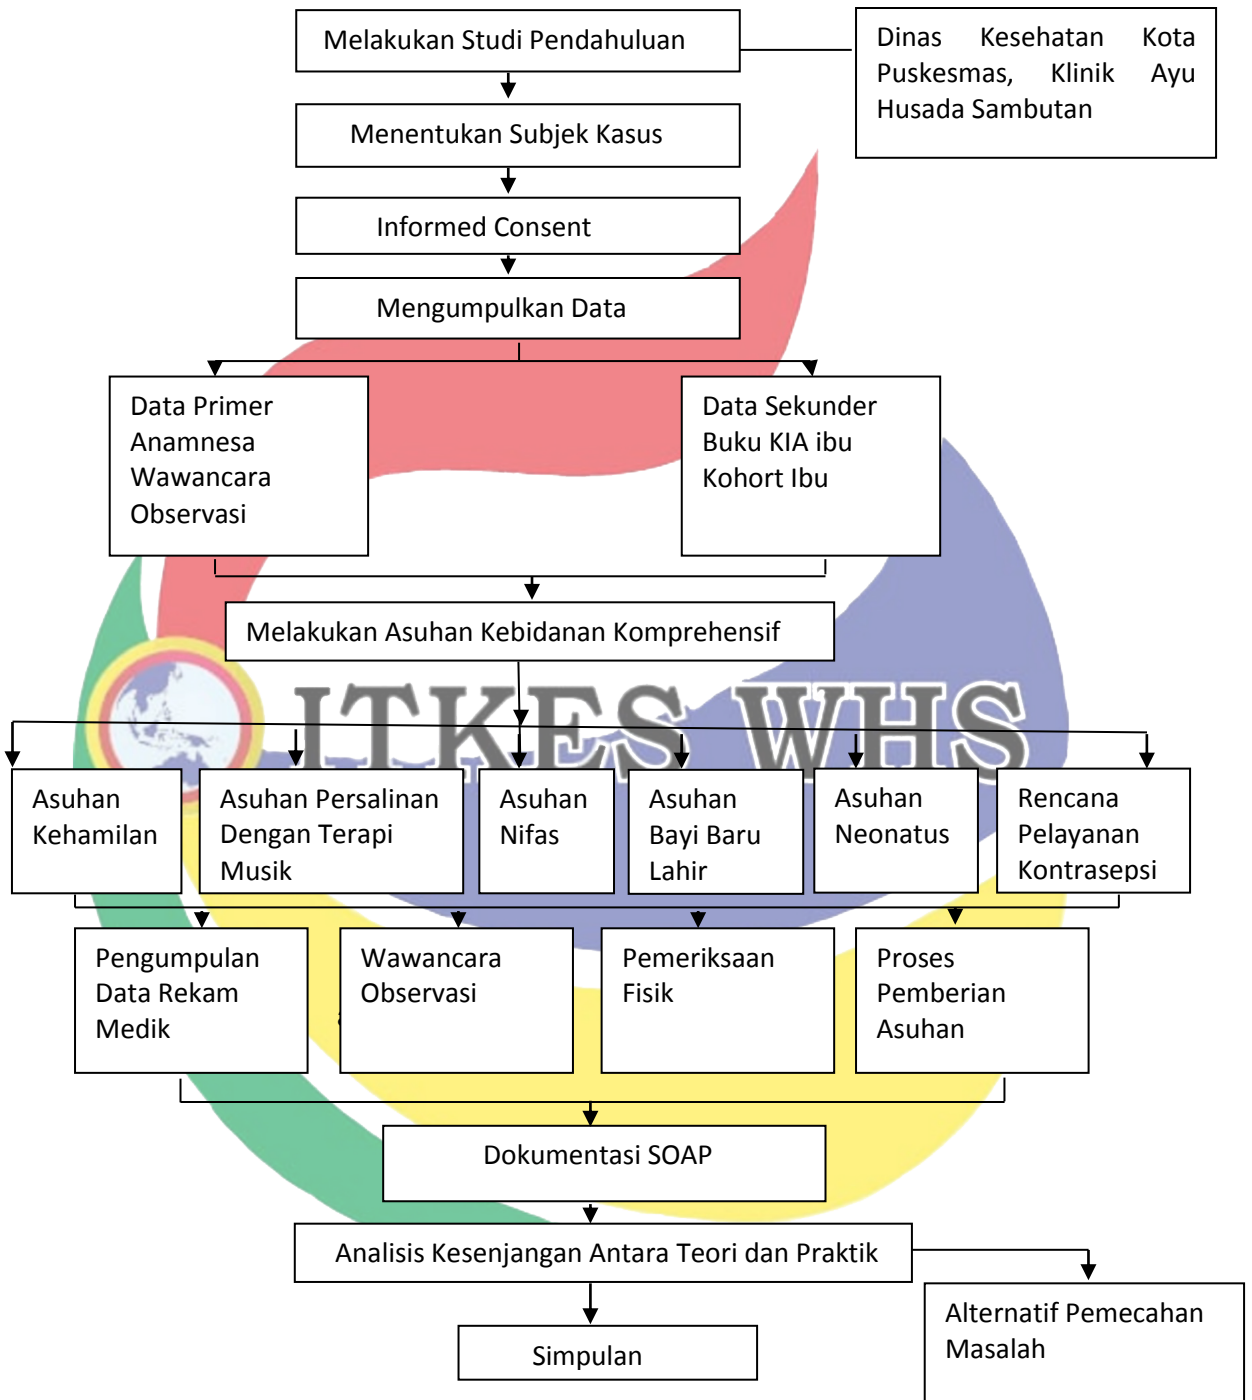 Melakukan Studi Pendahuluan
Dinas Kesehatan Kota
Puskesmas, Klinik Ayu
Husada Sambutan
Menentukan Subjek Kasus
Informed Consent
Mengumpulkan Data
Data Primer
Anamnesa
Wawancara
Observasi
Data Sekunder
Buku KIA ibu
Kohort Ibu
Melakukan Asuhan Kebidanan Komprehensif
ITKES WHS
Asuhan
Kehamilan
Asuhan Persalinan
Dengan Terapi
Musik
Asuhan
Nifas
Asuhan
Bayi Baru
Lahir
Asuhan
Neonatus
Rencana
Pelayanan
Kontrasepsi
Pengumpulan
Data Rekam
Medik
Wawancara
Observasi
Pemeriksaan
Fisik
Proses
Pemberian
Asuhan
Dokumentasi SOAP
Analisis Kesenjangan Antara Teori dan Praktik
Alternatif Pemecahan
Masalah
Simpulan